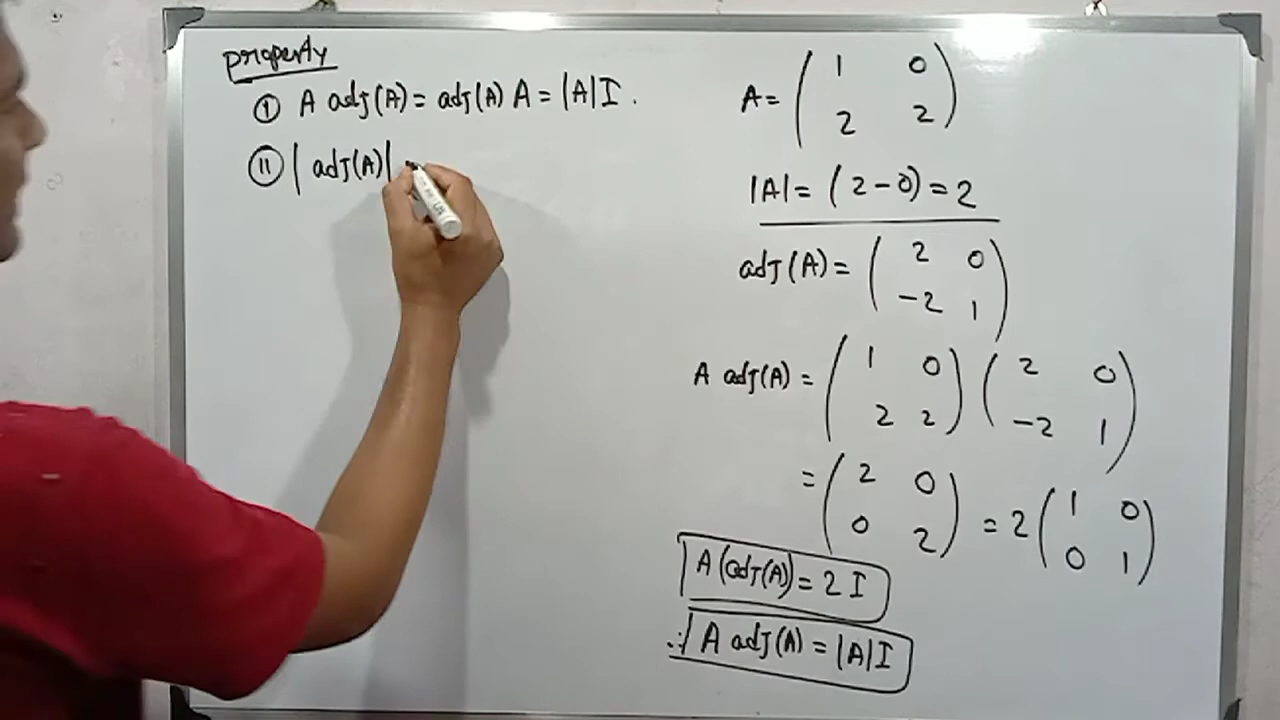 property
① A adj(A) = adj(A) A = |A| I .
⑪ | adj(A)|
A = ( 1 0
2 2 )
|A| = ( 2 - 0) = 2
adj(A) = ( 2 0
-2 1 )
A adj(A) = ( 1 0
2 2 ) ( 2 0
-2 1 )
= ( 2 0
0 2 ) = 2 ( 1 0
0 1 )
A (adj(A)) = 2 I
∴ A adj(A) = |A| I